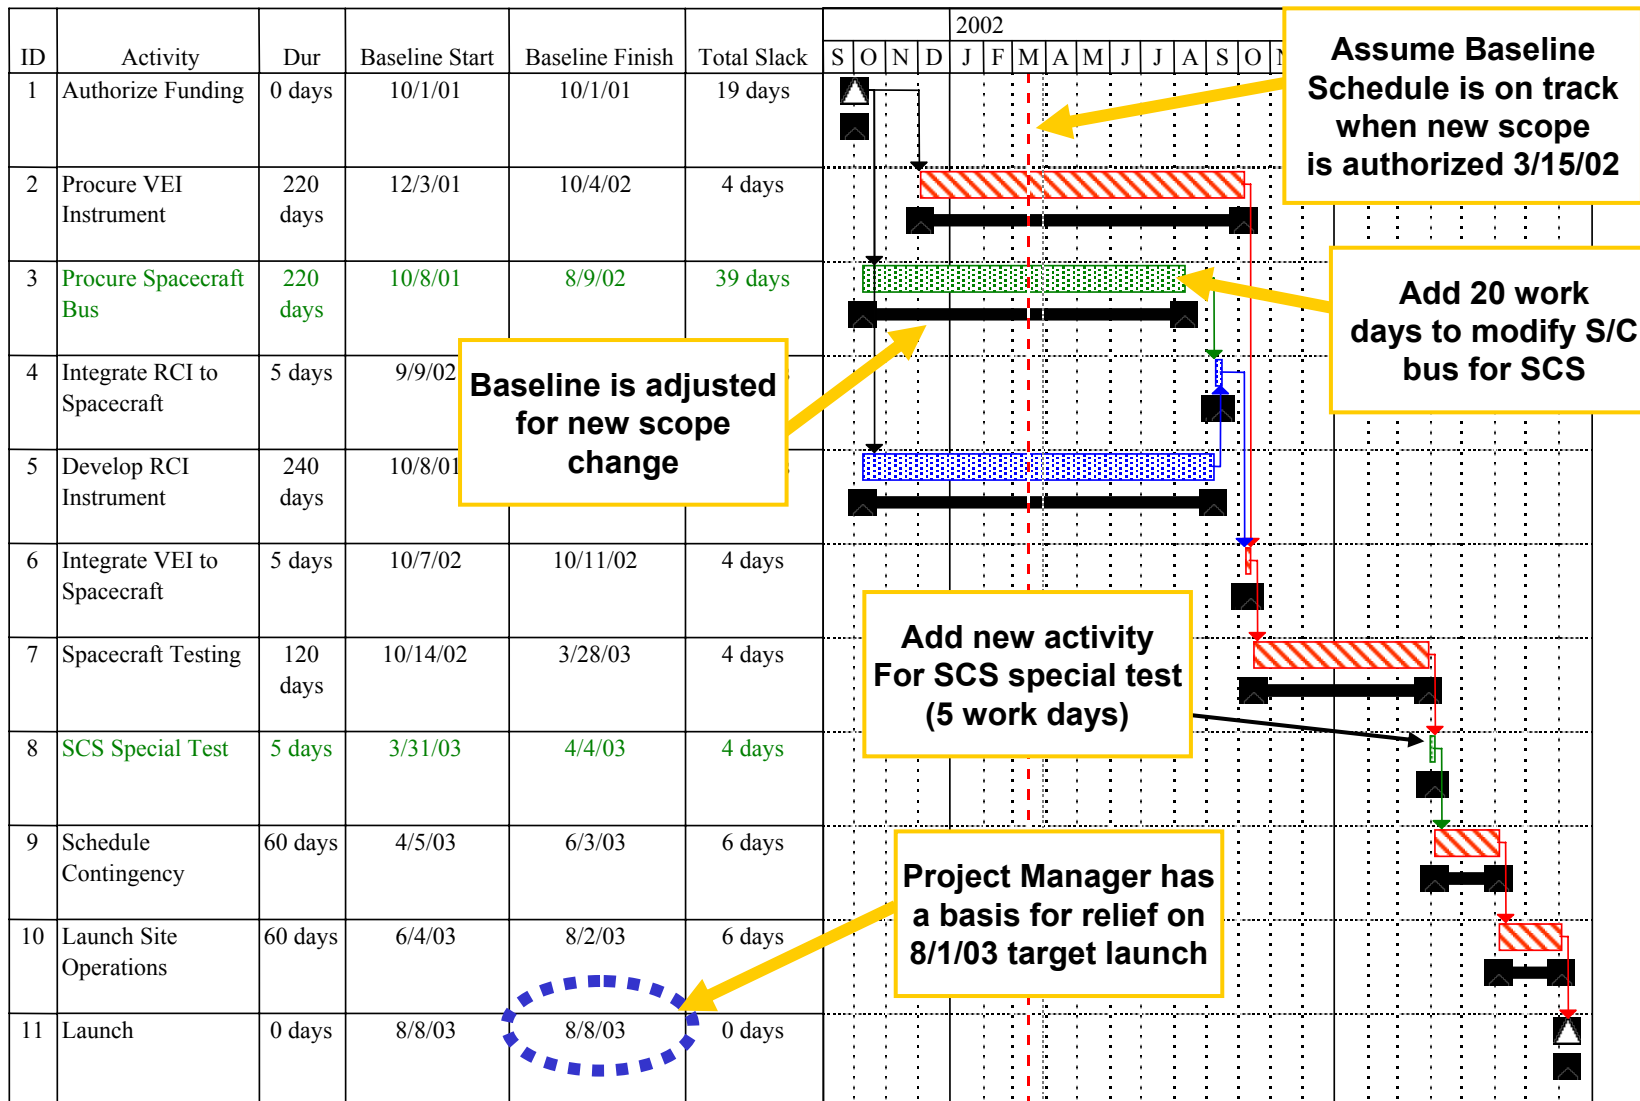 2002
ID Activity Dur Baseline Start Baseline Finish Total Slack S O N D J F M A M J J A S O
1 Authorize Funding 0 days 10/1/01 10/1/01 19 days
2 Procure VEI 220 12/3/01 10/4/02 4 days
Instrument days
3 Procure Spacecraft 220 10/8/01 8/9/02 39 days
Bus days
4 Integrate RCI to 5 days 9/9/02
Spacecraft
5 Develop RCI 240 10/8/01
Instrument days
6 Integrate VEI to 5 days 10/7/02 10/11/02 4 days
Spacecraft
7 Spacecraft Testing 120 10/14/02 3/28/03 4 days
days
8 SCS Special Test 5 days 3/31/03 4/4/03 4 days
9 Schedule 60 days 4/5/03 6/3/03 6 days
Contingency
10 Launch Site 60 days 6/4/03 8/2/03 6 days
Operations
11 Launch 0 days 8/8/03 8/8/03 0 days
Assume Baseline
Schedule is on track
when new scope
is authorized 3/15/02
Add 20 work
days to modify S/C
bus for SCS
Baseline is adjusted
for new scope
change
Add new activity
For SCS special test
(5 work days)
Project Manager has
a basis for relief on
8/1/03 target launch